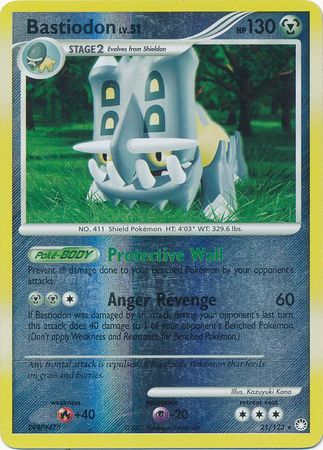 Bastiodon LV.51 HP 130
STAGE2 Evolves from Shieldon
NO. 411 Shield Pokémon HT: 4'03" WT: 329.6 lbs.
Poké-BODY Protective Wall
Prevent all damage done to your Benched Pokémon by your opponent's
attacks.
Anger Revenge 60
If Bastiodon was damaged by an attack during your opponent's last turn,
this attack does 40 damage to 1 of your opponent's Benched Pokémon.
(Don't apply Weakness and Resistance for Benched Pokémon.)
Any frontal attack is repulsed. It is a docile Pokémon that feeds
on grass and berries.
Illus. Kazuyuki Kano
weakness resistance retreat cost
+40 -20
©2007 Pokémon 21/123 ★